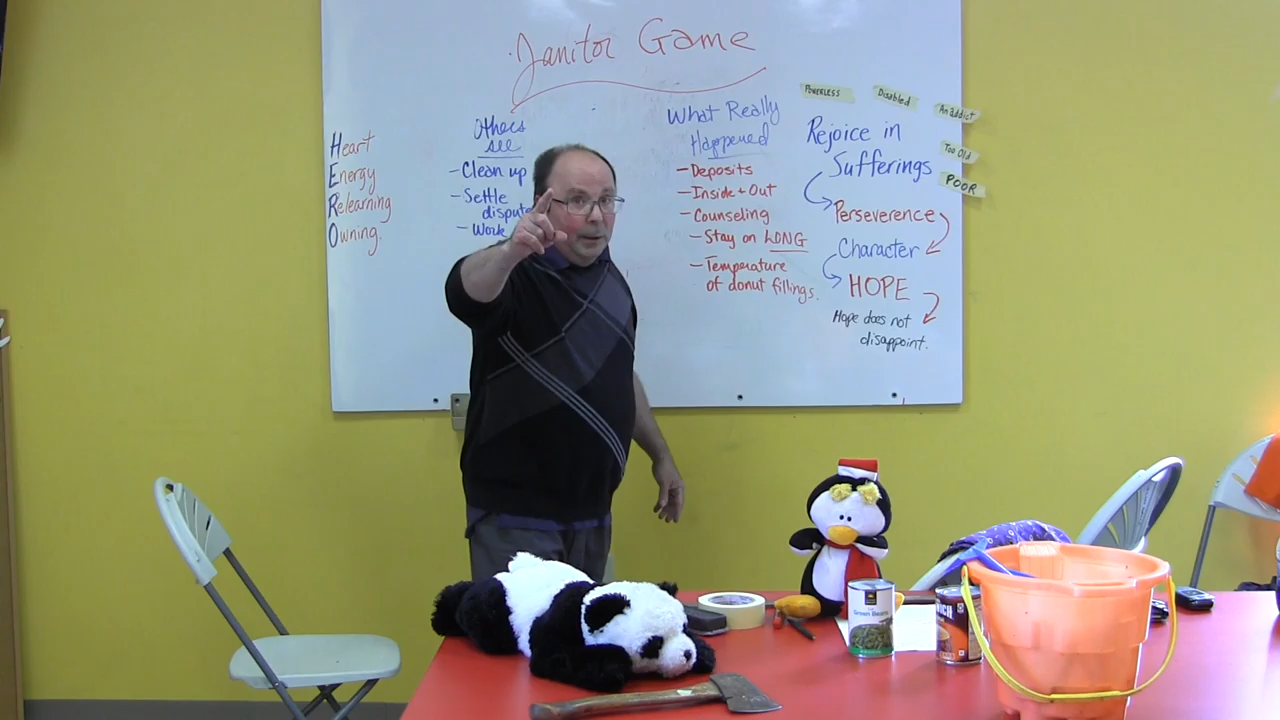 Janitor Game
Heart
Energy
Relearning
Owning.
Others
see
- Clean up
- Settle
dispute
- Work
What Really
Happened
- Deposits
- Inside + Out
- Counseling
- Stay on LONG
- Temperature
of donut fillings.
POWERLESS
Disabled
An addict
Too Old
POOR
Rejoice in
Sufferings
Perseverence
Character
HOPE
Hope does not
disappoint.
Green Beans